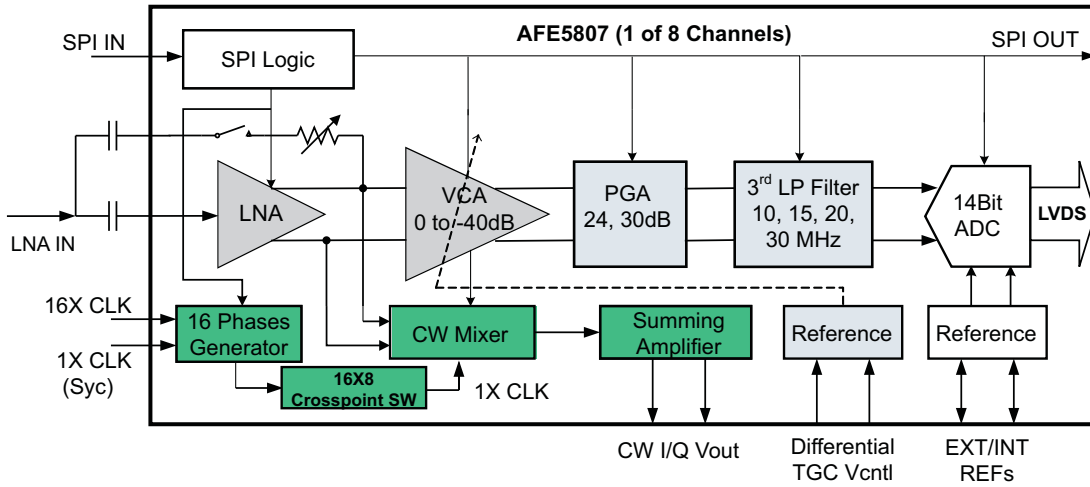 AFE5807 (1 of 8 Channels)
SPI IN
SPI Logic
SPI OUT
LNA
VCA
0 to -40dB
PGA
24, 30dB
3rd LP Filter
10, 15, 20,
30 MHz
14Bit
ADC
LVDS
LNA IN
16X CLK
1X CLK
(Syc)
16 Phases
Generator
CW Mixer
Summing
Amplifier
Reference
Reference
16X8
Crosspoint SW
1X CLK
CW I/Q Vout
Differential
TGC Vcntl
EXT/INT
REFs